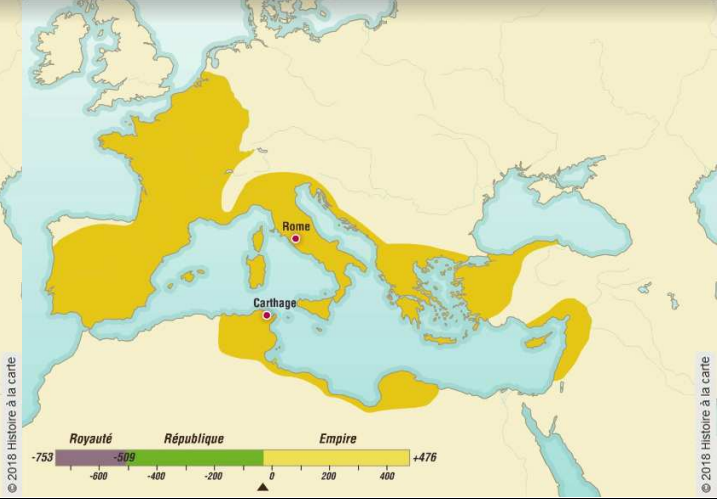 Rome
Carthage
Royauté République Empire
-753 -509 +476
-600 -400 -200 0 200 400
© 2018 Histoire à la carte
© 2018 Histoire à la carte